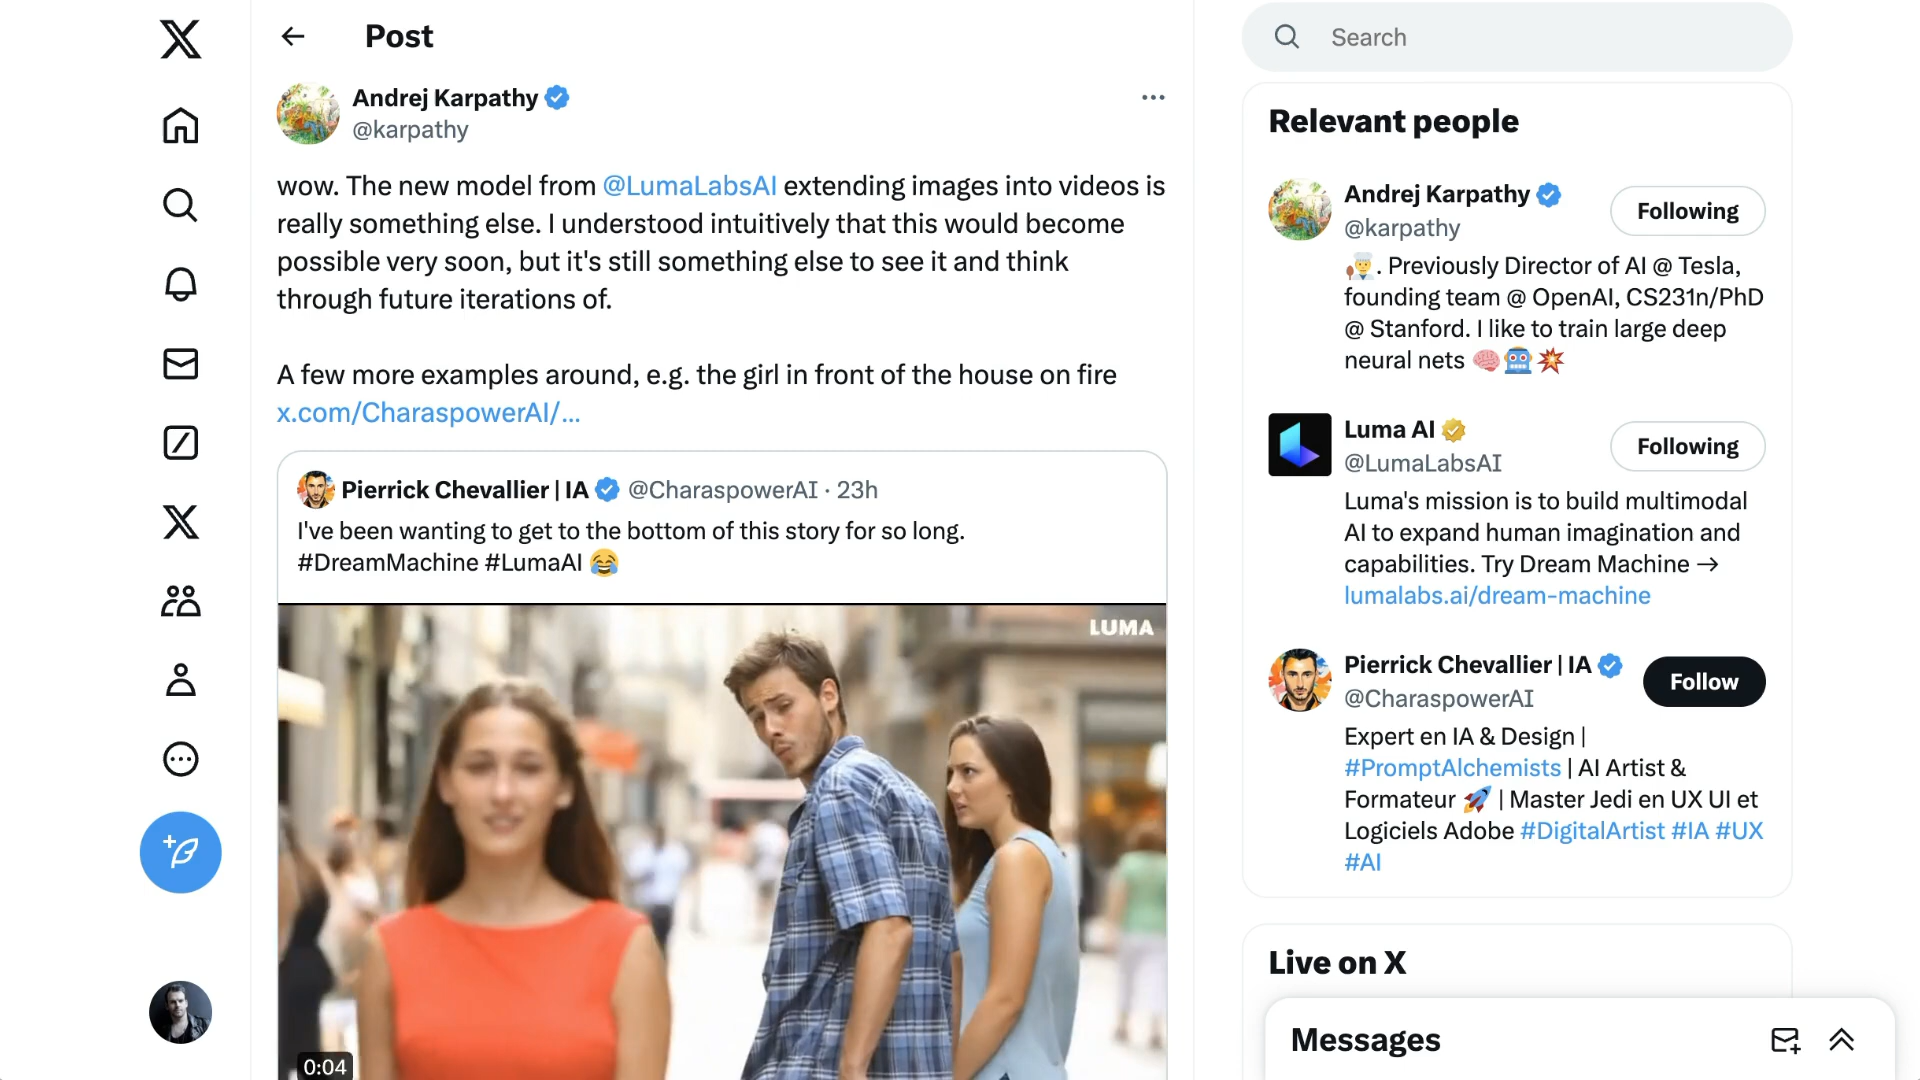 Post
Andrej Karpathy
@karpathy
wow. The new model from @LumaLabsAI extending images into videos is
really something else. I understood intuitively that this would become
possible very soon, but it's still something else to see it and think
through future iterations of.
A few more examples around, e.g. the girl in front of the house on fire
x.com/CharaspowerAI/...
Pierrick Chevallier | IA @CharaspowerAI · 23h
I've been wanting to get to the bottom of this story for so long.
#DreamMachine #LumaAI 😂
LUMA
0:04
Search
Relevant people
Andrej Karpathy
@karpathy
Following
🧑‍🍳. Previously Director of AI @ Tesla,
founding team @ OpenAI, CS231n/PhD
@ Stanford. I like to train large deep
neural nets 🧠🤖💥
Luma AI
@LumaLabsAI
Following
Luma's mission is to build multimodal
AI to expand human imagination and
capabilities. Try Dream Machine →
lumalabs.ai/dream-machine
Pierrick Chevallier | IA
@CharaspowerAI
Follow
Expert en IA & Design |
#PromptAlchemists | AI Artist &
Formateur 🚀 | Master Jedi en UX UI et
Logiciels Adobe #DigitalArtist #IA #UX
#AI
Live on X
Messages